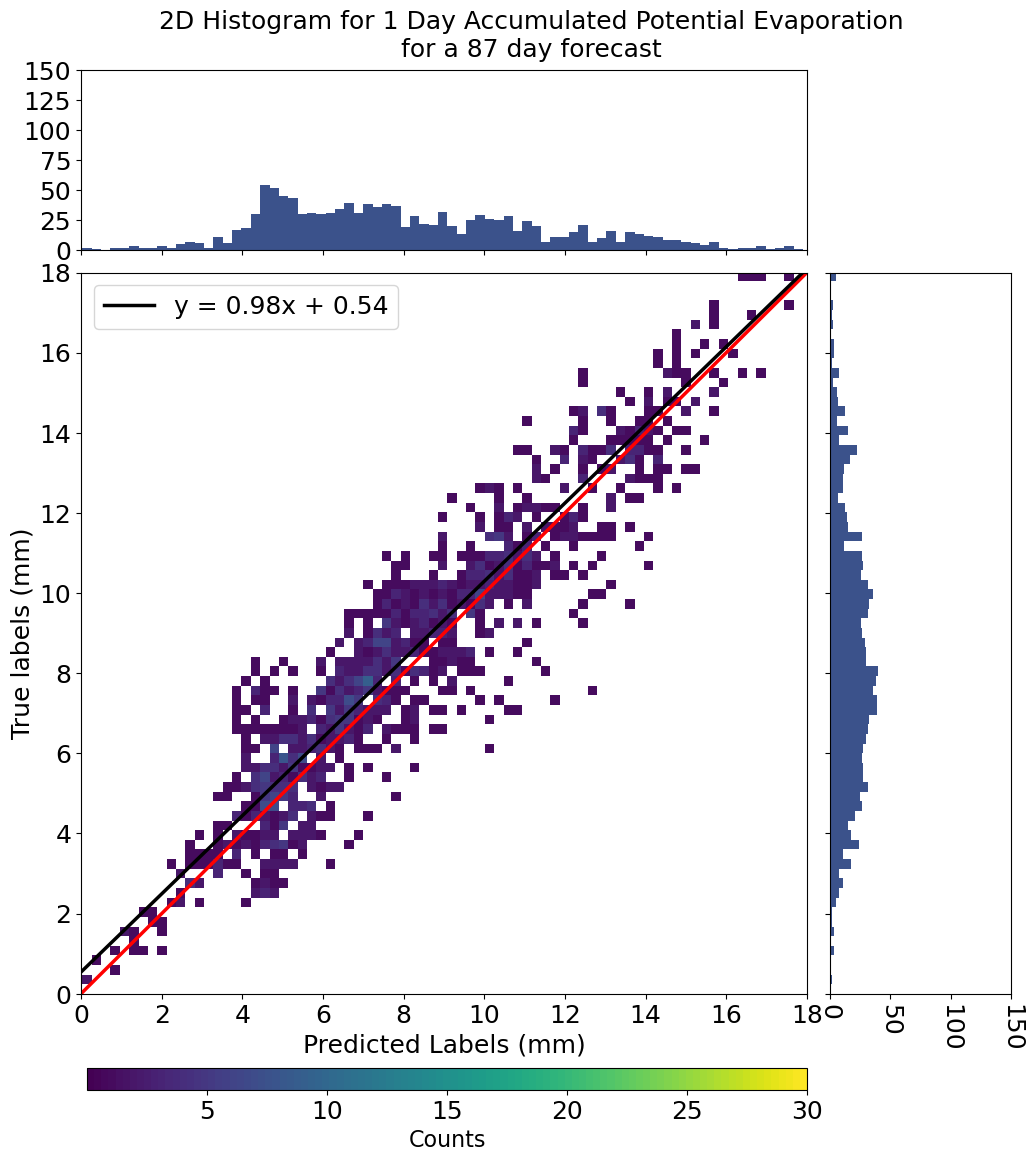 2D Histogram for 1 Day Accumulated Potential Evaporation
for a 87 day forecast
150
125
100
75
50
25
0
18
16
14
12
10
8
6
4
2
0
True labels (mm)
y = 0.98x + 0.54
0 2 4 6 8 10 12 14 16 18
Predicted Labels (mm)
0 50 100 150
5 10 15 20 25 30
Counts